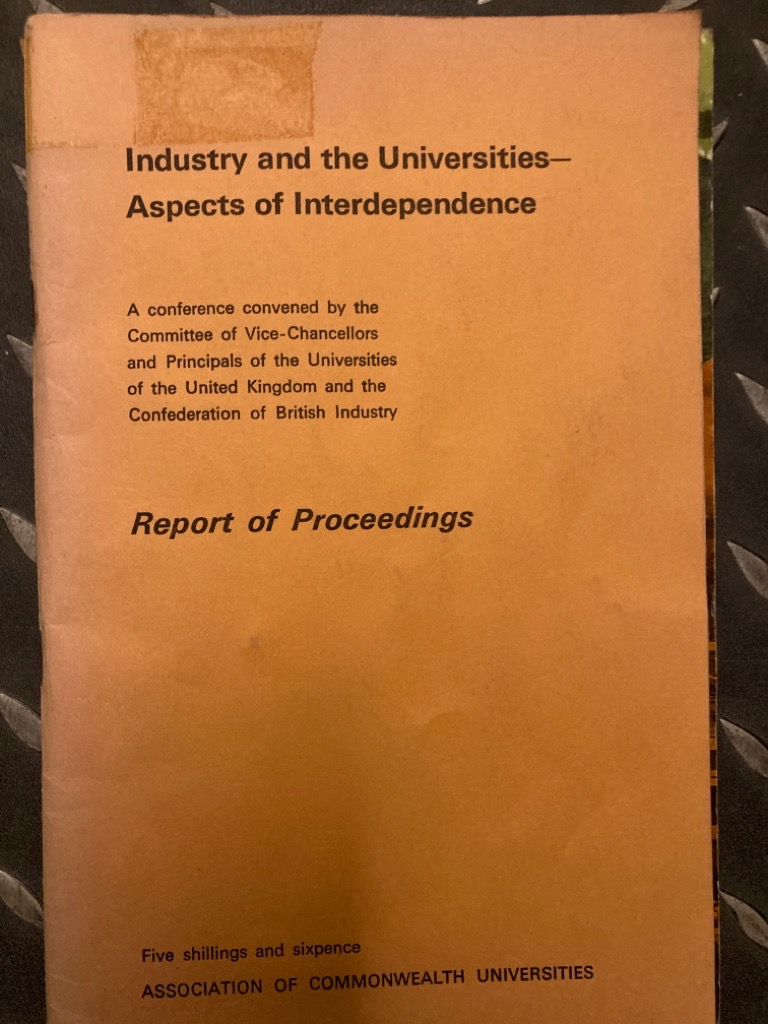 Industry and the Universities—
Aspects of Interdependence
A conference convened by the
Committee of Vice-Chancellors
and Principals of the Universities
of the United Kingdom and the
Confederation of British Industry
Report of Proceedings
Five shillings and sixpence
ASSOCIATION OF COMMONWEALTH UNIVERSITIES